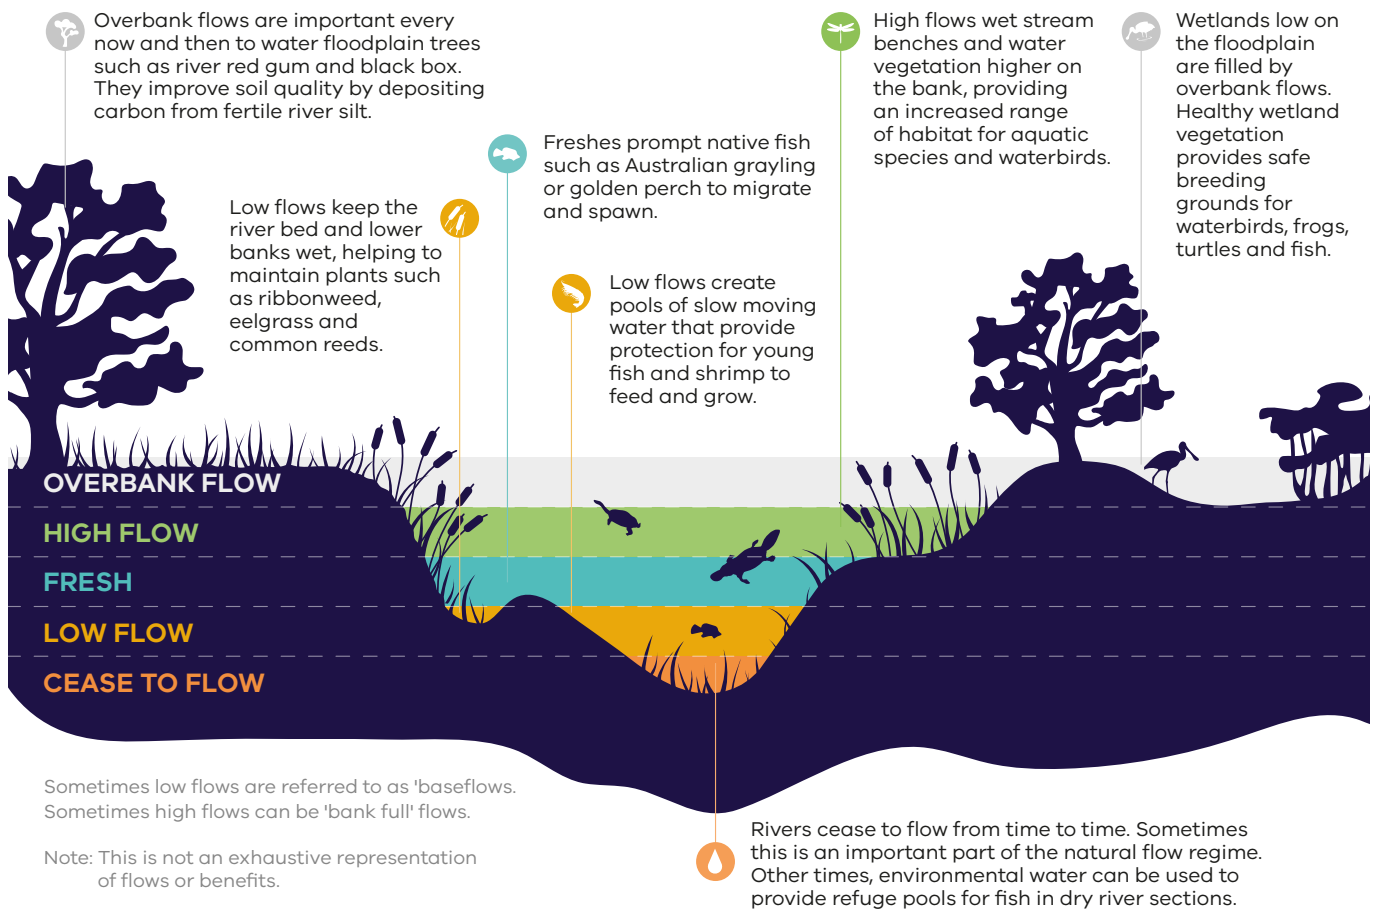 Overbank flows are important every
now and then to water floodplain trees
such as river red gum and black box.
They improve soil quality by depositing
carbon from fertile river silt.
Low flows keep the
river bed and lower
banks wet, helping to
maintain plants such
as ribbonweed,
eelgrass and
common reeds.
Freshes prompt native fish
such as Australian grayling
or golden perch to migrate
and spawn.
Low flows create
pools of slow moving
water that provide
protection for young
fish and shrimp to
feed and grow.
High flows wet stream
benches and water
vegetation higher on
the bank, providing
an increased range
of habitat for aquatic
species and waterbirds.
Wetlands low on
the floodplain
are filled by
overbank flows.
Healthy wetland
vegetation
provides safe
breeding
grounds for
waterbirds, frogs,
turtles and fish.
OVERBANK FLOW
HIGH FLOW
FRESH
LOW FLOW
CEASE TO FLOW
Sometimes low flows are referred to as 'baseflows.
Sometimes high flows can be 'bank full' flows.
Note: This is not an exhaustive representation
of flows or benefits.
Rivers cease to flow from time to time. Sometimes
this is an important part of the natural flow regime.
Other times, environmental water can be used to
provide refuge pools for fish in dry river sections.